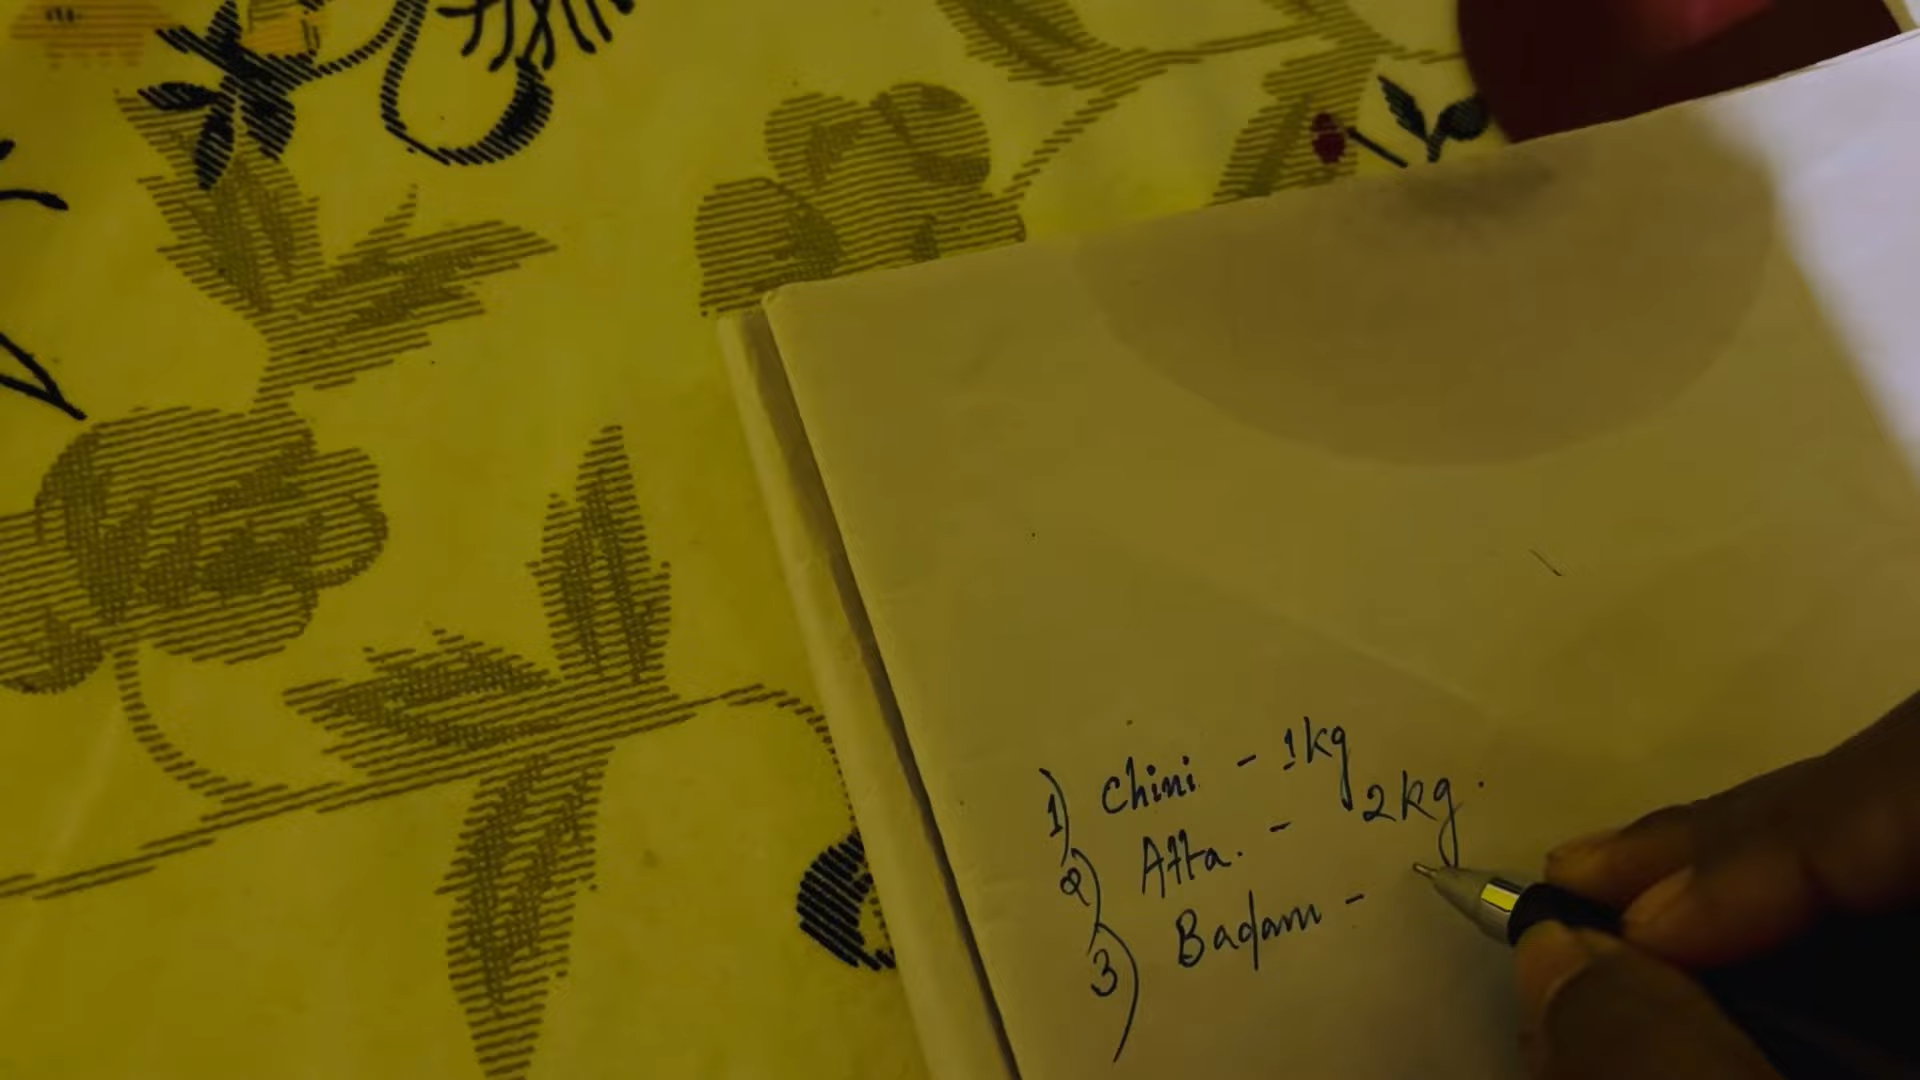 1) Chini - 1kg
2) Atta. - 2kg.
3) Badam -